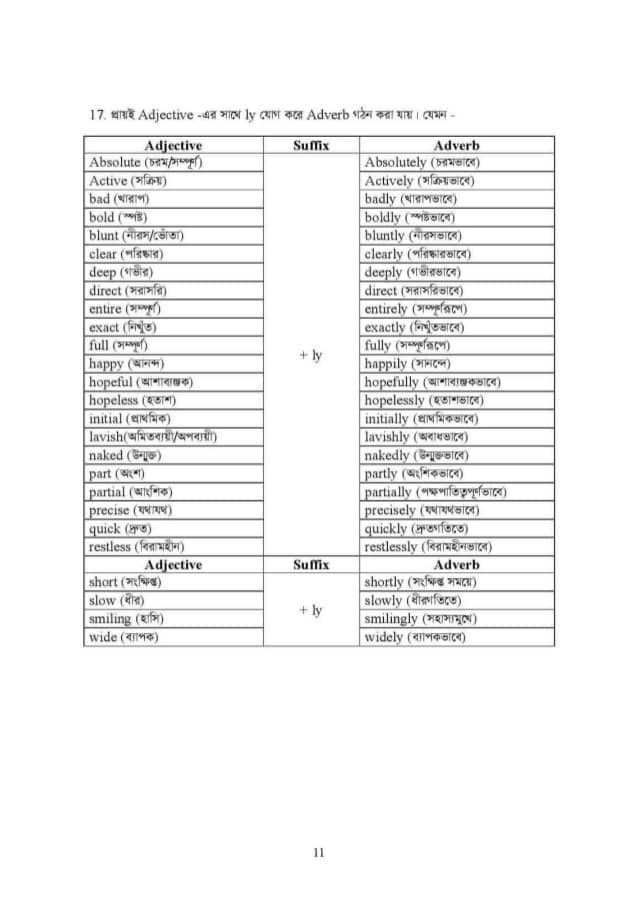 17. প্রায়ই Adjective -এর সাথে ly যোগ করে Adverb গঠন করা যায়। যেমন -
Adjective Suffix Adverb
Absolute (চরম/সম্পূর্ণ) Absolutely (চরমভাবে)
Active (সক্রিয়) Actively (সক্রিয়ভাবে)
bad (খারাপ) badly (খারাপভাবে)
bold (স্পষ্ট) boldly (স্পষ্টভাবে)
blunt (নীরস/ভোঁতা) bluntly (নীরসভাবে)
clear (পরিষ্কার) clearly (পরিষ্কারভাবে)
deep (গভীর) deeply (গভীরভাবে)
direct (সরাসরি) direct (সরাসরিভাবে)
entire (সম্পূর্ণ) entirely (সম্পূর্ণরূপে)
exact (নিখুঁত) exactly (নিখুঁতভাবে)
full (সম্পূর্ণ) fully (সম্পূর্ণরূপে)
+ ly
happy (আনন্দ) happily (সানন্দে)
hopeful (আশাব্যঞ্জক) hopefully (আশাব্যঞ্জকভাবে)
hopeless (হতাশ) hopelessly (হতাশভাবে)
initial (প্রাথমিক) initially (প্রাথমিকভাবে)
lavish(অমিতব্যয়ী/অপব্যয়ী) lavishly (অবাধভাবে)
naked (উন্মুক্ত) nakedly (উন্মুক্তভাবে)
part (অংশ) partly (অংশিকভাবে)
partial (আংশিক) partially (পক্ষপাতিত্বপূর্ণভাবে)
precise (যথাযথ) precisely (যথাযথভাবে)
quick (দ্রুত) quickly (দ্রুতগতিতে)
restless (বিরামহীন) restlessly (বিরামহীনভাবে)
Adjective Suffix Adverb
short (সংক্ষিপ্ত) shortly (সংক্ষিপ্ত সময়ে)
slow (ধীর) slowly (ধীরগতিতে)
+ ly
smiling (হাসি) smilingly (সহাস্যমুখে)
wide (ব্যাপক) widely (ব্যাপকভাবে)
11